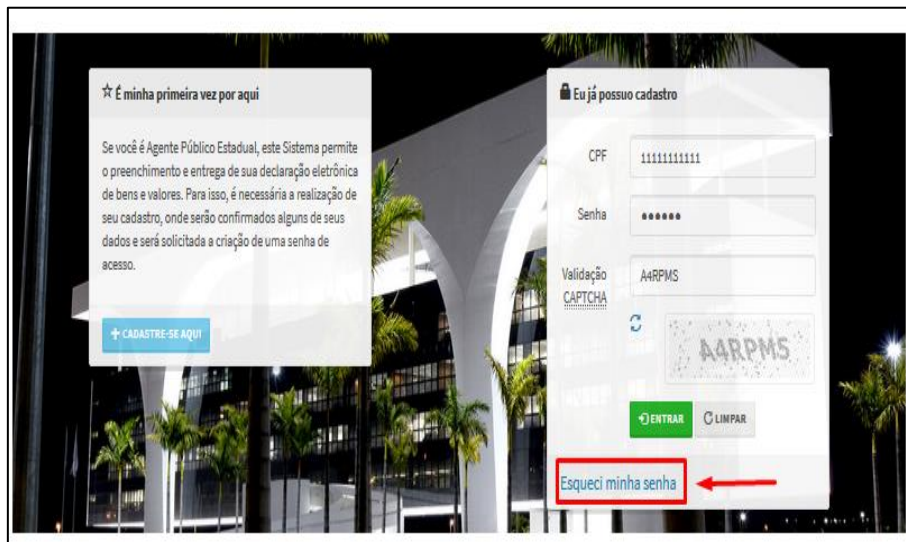 É minha primeira vez por aqui
Se você é Agente Público Estadual, este Sistema permite
o preenchimento e entrega de sua declaração eletrônica
de bens e valores. Para isso, é necessária a realização de
seu cadastro, onde serão confirmados alguns de seus
dados e será solicitada a criação de uma senha de
acesso.
CADASTRE-SE AQUI
Eu já possuo cadastro
CPF 11111111111
Senha ••••••
Validação A4RPMS
CAPTCHA
A4RPMS
ENTRAR LIMPAR
Esqueci minha senha